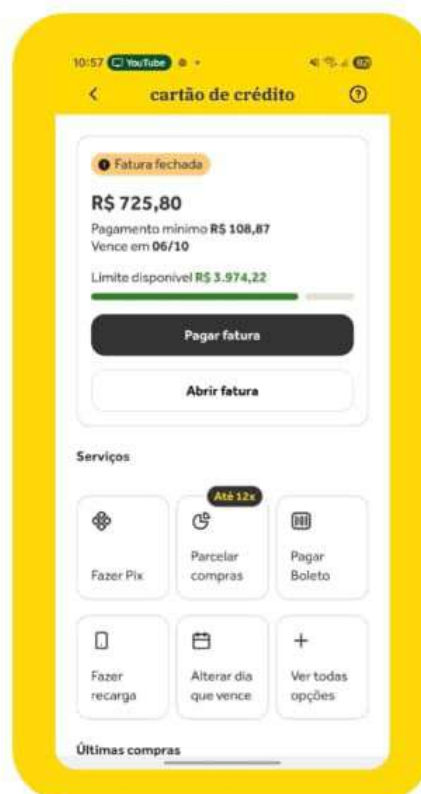 10:57 YouTube
cartão de crédito
Fatura fechada
R$ 725,80
Pagamento mínimo R$ 108,87
Vence em 06/10
Limite disponível R$ 3.974,22
Pagar fatura
Abrir fatura
Serviços
Até 12x
Fazer Pix
Parcelar
compras
Pagar
Boleto
Fazer
recarga
Alterar dia
que vence
Ver todas
opções
Últimas compras